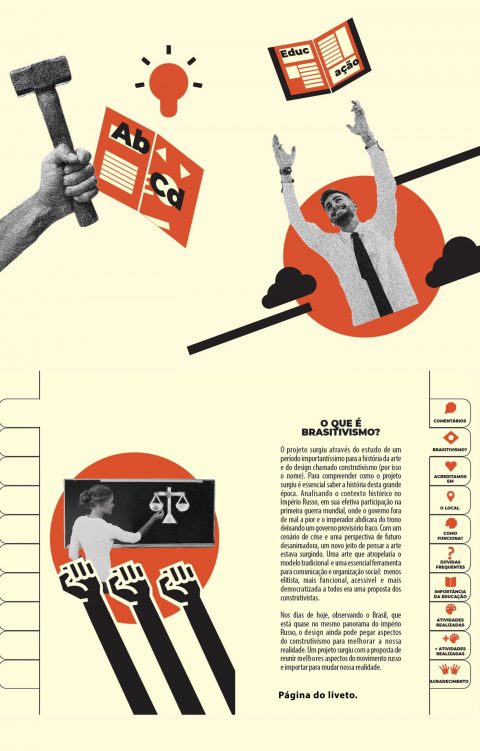 Ab
Cd
Educ
ação
O QUE É
BRASITIVISMO?
O projeto surgiu através do estudo de um
período importantíssimo para a história da arte
e do design chamado construtivismo (por isso
o nome). Para compreender como o projeto
surgiu é essencial saber a história desta grande
época. Analisando o contexto histórico no
Império Russo, em sua efetiva participação na
primeira guerra mundial, onde o governo fora
de mal a pior e o imperador abdicara do trono
deixando um governo provisório fraco. Com um
cenário de crise e uma perspectiva de futuro
desanimadora, um novo jeito de pensar a arte
estava surgindo. Uma arte que atropelaria o
modelo tradicional e uma essencial ferramenta
para comunicação e organização social: menos
elitista, mais funcional, acessível e mais
democratizada a todos era uma proposta dos
construtivistas.
Nos dias de hoje, observando o Brasil, que
está quase no mesmo panorama do império
Russo, o design ainda pode pegar aspectos
do construtivismo para melhorar a nossa
realidade. Um projeto surgiu com a proposta de
reunir melhores aspectos do movimento russo
e importar para mudar nossa realidade.
Página do liveto.
COMENTÁRIOS
BRASITIVISMO?
ACREDITAMOS
EM
O LOCAL
COMO
FUNCIONA?
DÚVIDAS
FREQUENTES
IMPORTÂNCIA
DA EDUCAÇÃO
ATIVIDADES
REALIZADAS
+ ATIVIDADES
REALIZADAS
AGRADECIMENTO